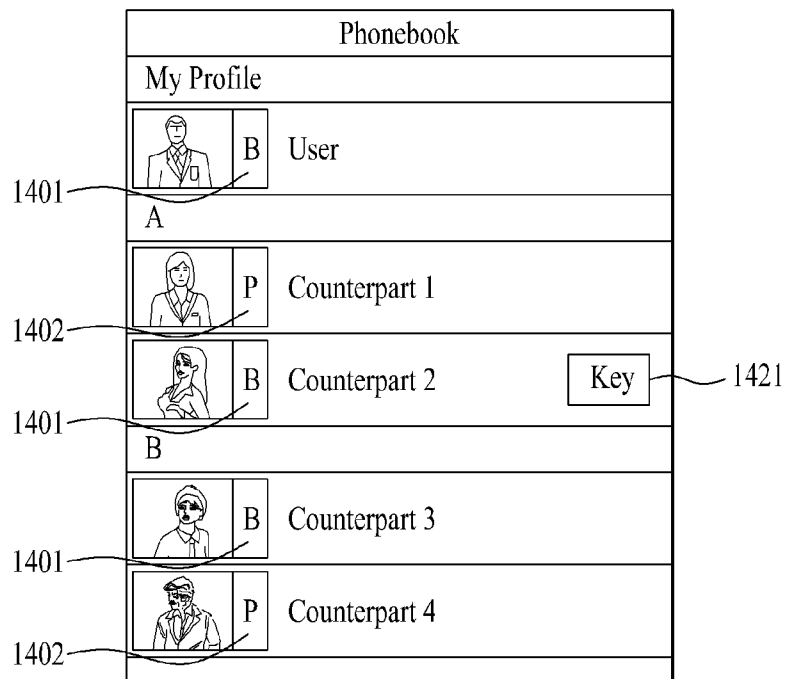 Phonebook
My Profile
B User
1401
A
P Counterpart 1
1402
B Counterpart 2 Key 1421
1401
B
B Counterpart 3
1401
P Counterpart 4
1402